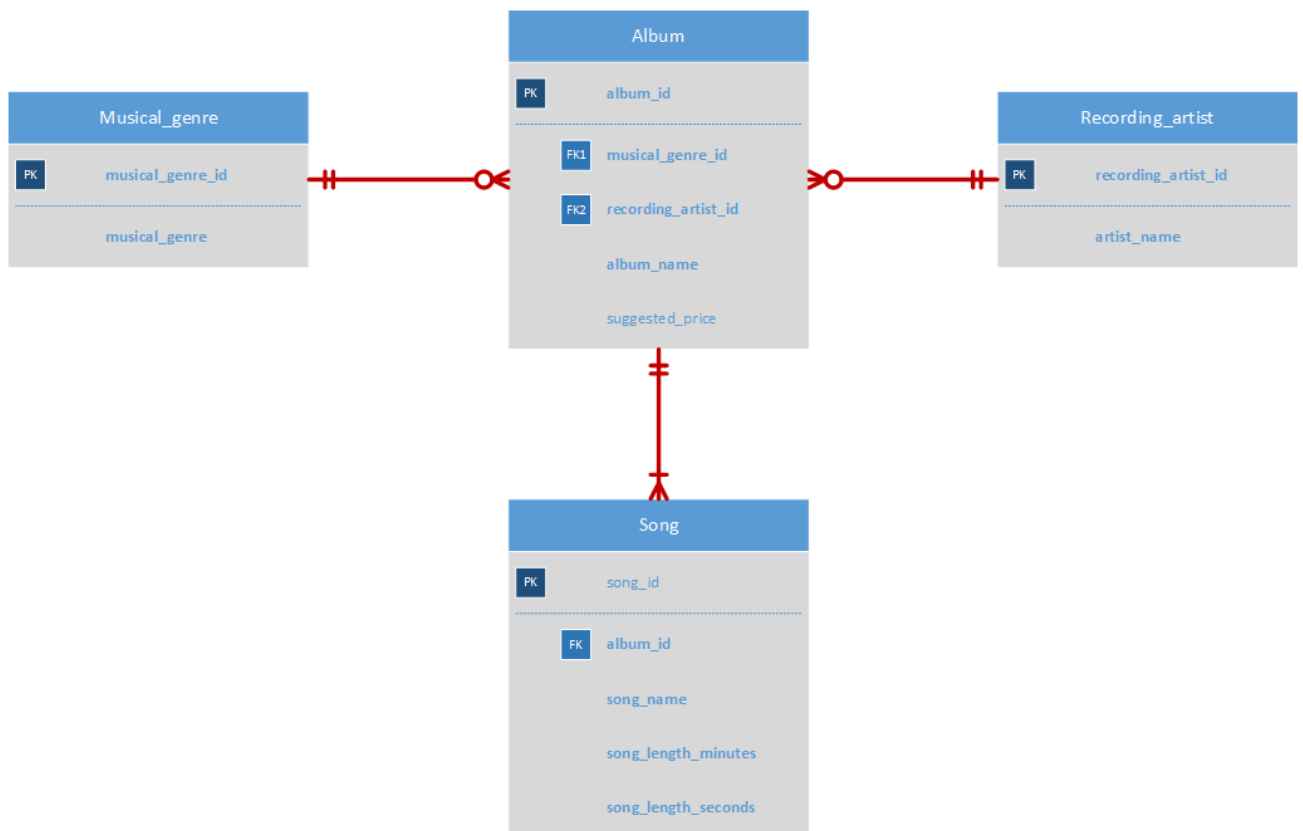 Album
PK album_id
FK1 musical_genre_id
FK2 recording_artist_id
album_name
suggested_price
Musical_genre
PK musical_genre_id
musical_genre
Recording_artist
PK recording_artist_id
artist_name
Song
PK song_id
FK album_id
song_name
song_length_minutes
song_length_seconds